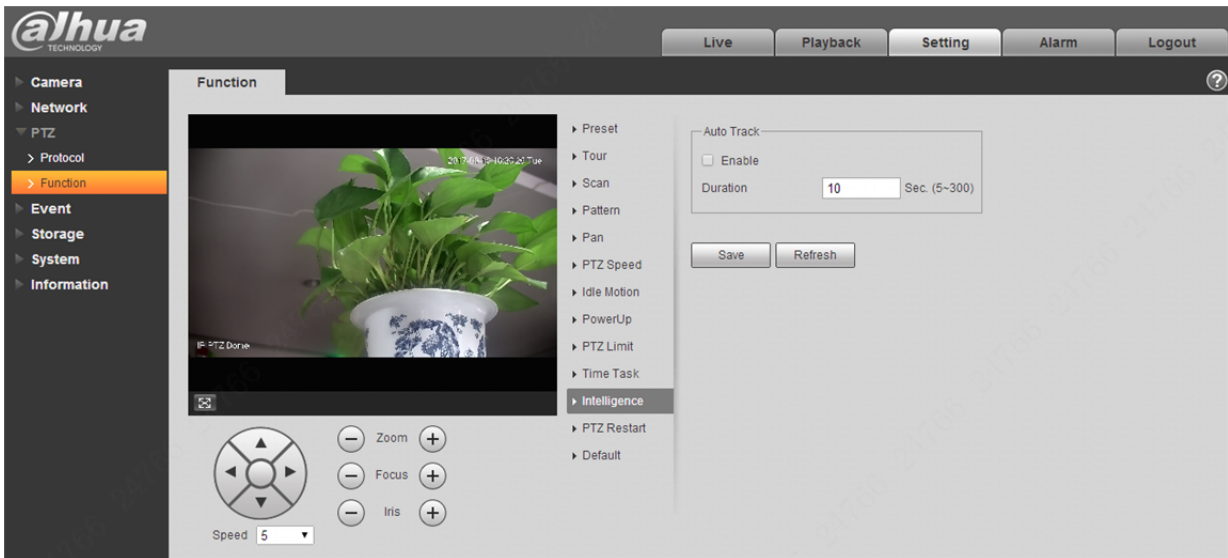 alhua
TECHNOLOGY
Live
Playback
Setting
Alarm
Logout
Camera
Network
PTZ
Protocol
Function
Event
Storage
System
Information
Function
?
Tue
IP PTZ Dome
Zoom
Focus
Iris
Speed 5
Preset
Tour
Scan
Pattern
Pan
PTZ Speed
Idle Motion
PowerUp
PTZ Limit
Time Task
Intelligence
PTZ Restart
Default
Auto Track
Enable
Duration 10 Sec. (5~300)
Save
Refresh